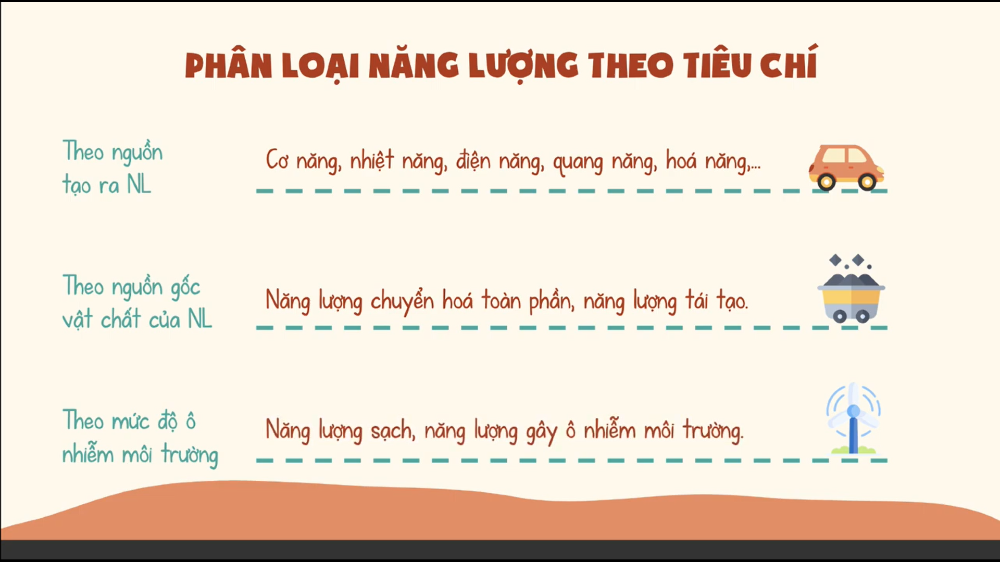 PHÂN LOẠI NĂNG LƯỢNG THEO TIÊU CHÍ
Theo nguồn
tạo ra NL
Cơ năng, nhiệt năng, điện năng, quang năng, hoá năng,...
Theo nguồn gốc
vật chất của NL
Năng lượng chuyển hoá toàn phần, năng lượng tái tạo.
Theo mức độ ô
nhiễm môi trường
Năng lượng sạch, năng lượng gây ô nhiễm môi trường.